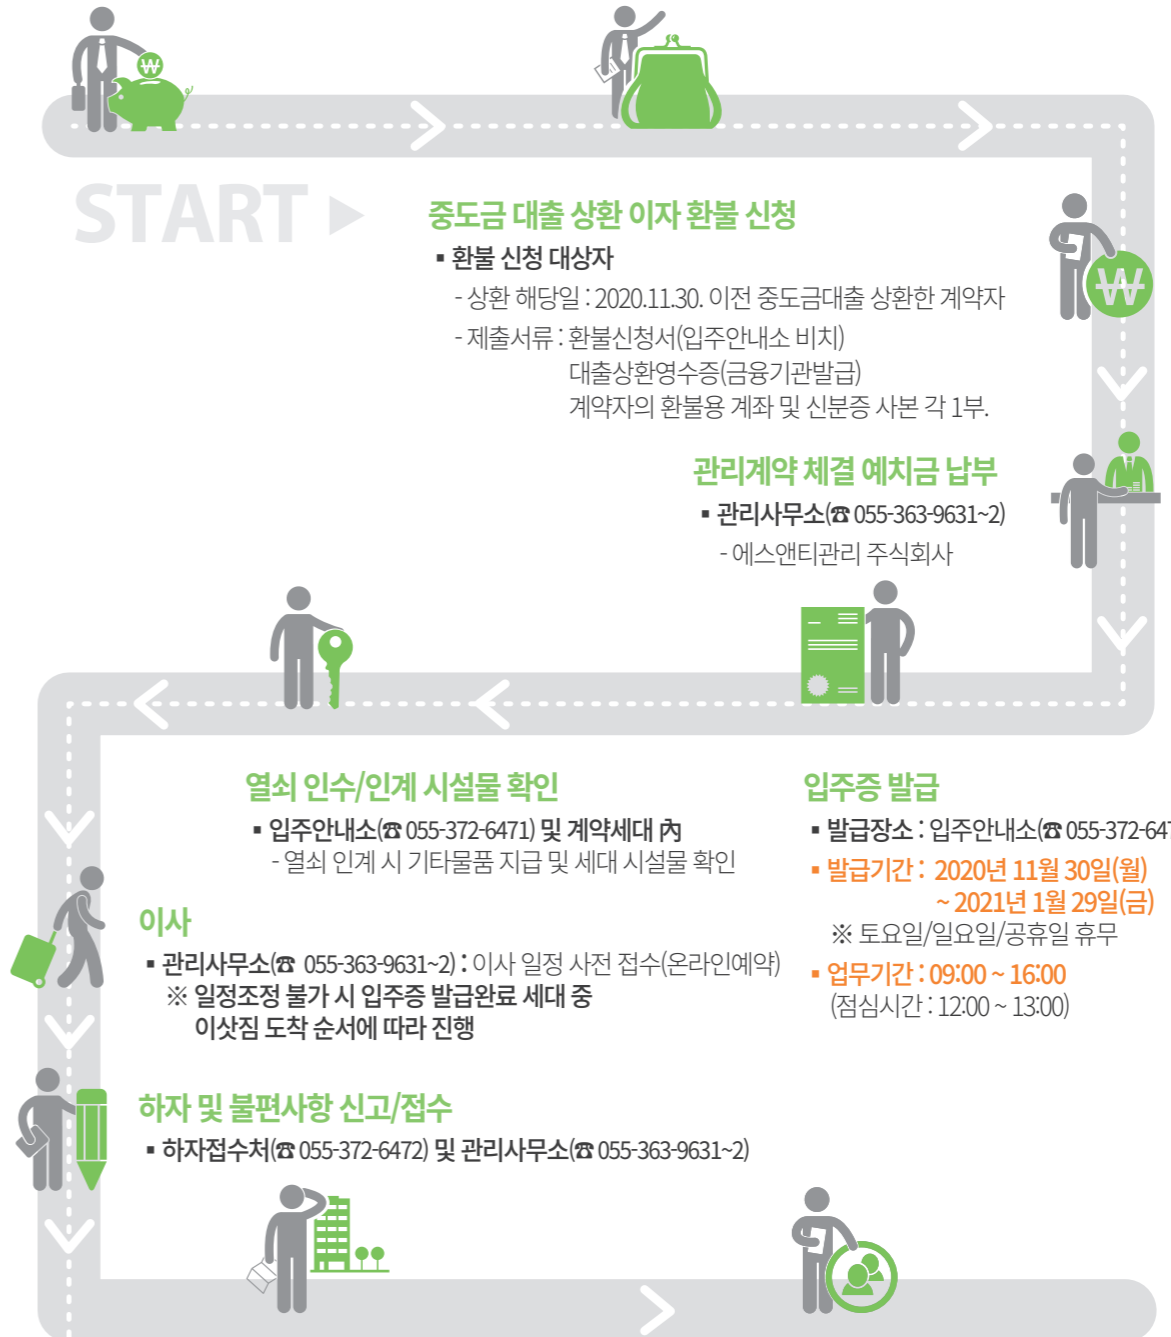 START ▶
중도금 대출 상환 이자 환불 신청
▪ 환불 신청 대상자
- 상환 해당일 : 2020.11.30. 이전 중도금대출 상환한 계약자
- 제출서류 : 환불신청서(입주안내소 비치)
대출상환영수증(금융기관발급)
계약자의 환불용 계좌 및 신분증 사본 각 1부.
관리계약 체결 예치금 납부
▪ 관리사무소(☎ 055-363-9631~2)
- 에스앤티관리 주식회사
열쇠 인수/인계 시설물 확인
▪ 입주안내소(☎ 055-372-6471) 및 계약세대 內
- 열쇠 인계 시 기타물품 지급 및 세대 시설물 확인
입주증 발급
▪ 발급장소 : 입주안내소(☎ 055-372-647
▪ 발급기간 : 2020년 11월 30일(월)
~ 2021년 1월 29일(금)
※ 토요일/일요일/공휴일 휴무
▪ 업무기간 : 09:00 ~ 16:00
(점심시간 : 12:00 ~ 13:00)
이사
▪ 관리사무소(☎ 055-363-9631~2) : 이사 일정 사전 접수(온라인예약)
※ 일정조정 불가 시 입주증 발급완료 세대 중
이삿짐 도착 순서에 따라 진행
하자 및 불편사항 신고/접수
▪ 하자접수처(☎ 055-372-6472) 및 관리사무소(☎ 055-363-9631~2)